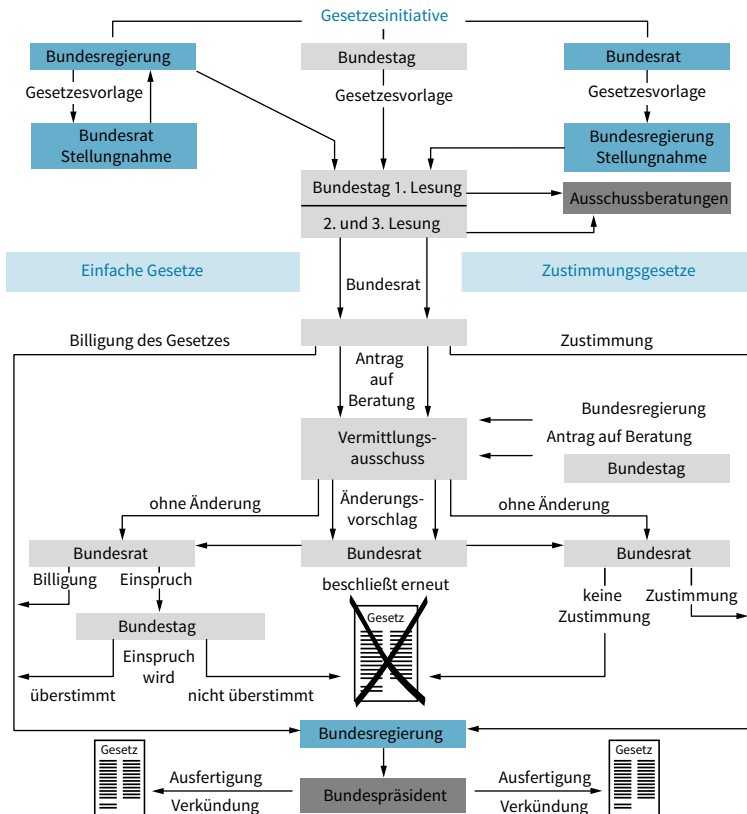 Gesetzesinitiative
Bundesregierung
Bundestag
Bundesrat
Gesetzesvorlage
Gesetzesvorlage
Gesetzesvorlage
Bundesrat
Stellungnahme
Bundesregierung
Stellungnahme
Bundestag 1. Lesung
Ausschussberatungen
2. und 3. Lesung
Einfache Gesetze
Zustimmungsgesetze
Bundesrat
Billigung des Gesetzes
Zustimmung
Antrag
auf
Beratung
Bundesregierung
Vermittlungs-
ausschuss
Antrag auf Beratung
Bundestag
ohne Änderung
Änderungs-
vorschlag
ohne Änderung
Bundesrat
Bundesrat
Bundesrat
Billigung
Einspruch
beschließt erneut
keine
Zustimmung
Zustimmung
Gesetz
Bundestag
Einspruch
wird
überstimmt
nicht überstimmt
Bundesregierung
Gesetz
Gesetz
Ausfertigung
Verkündung
Bundespräsident
Ausfertigung
Verkündung